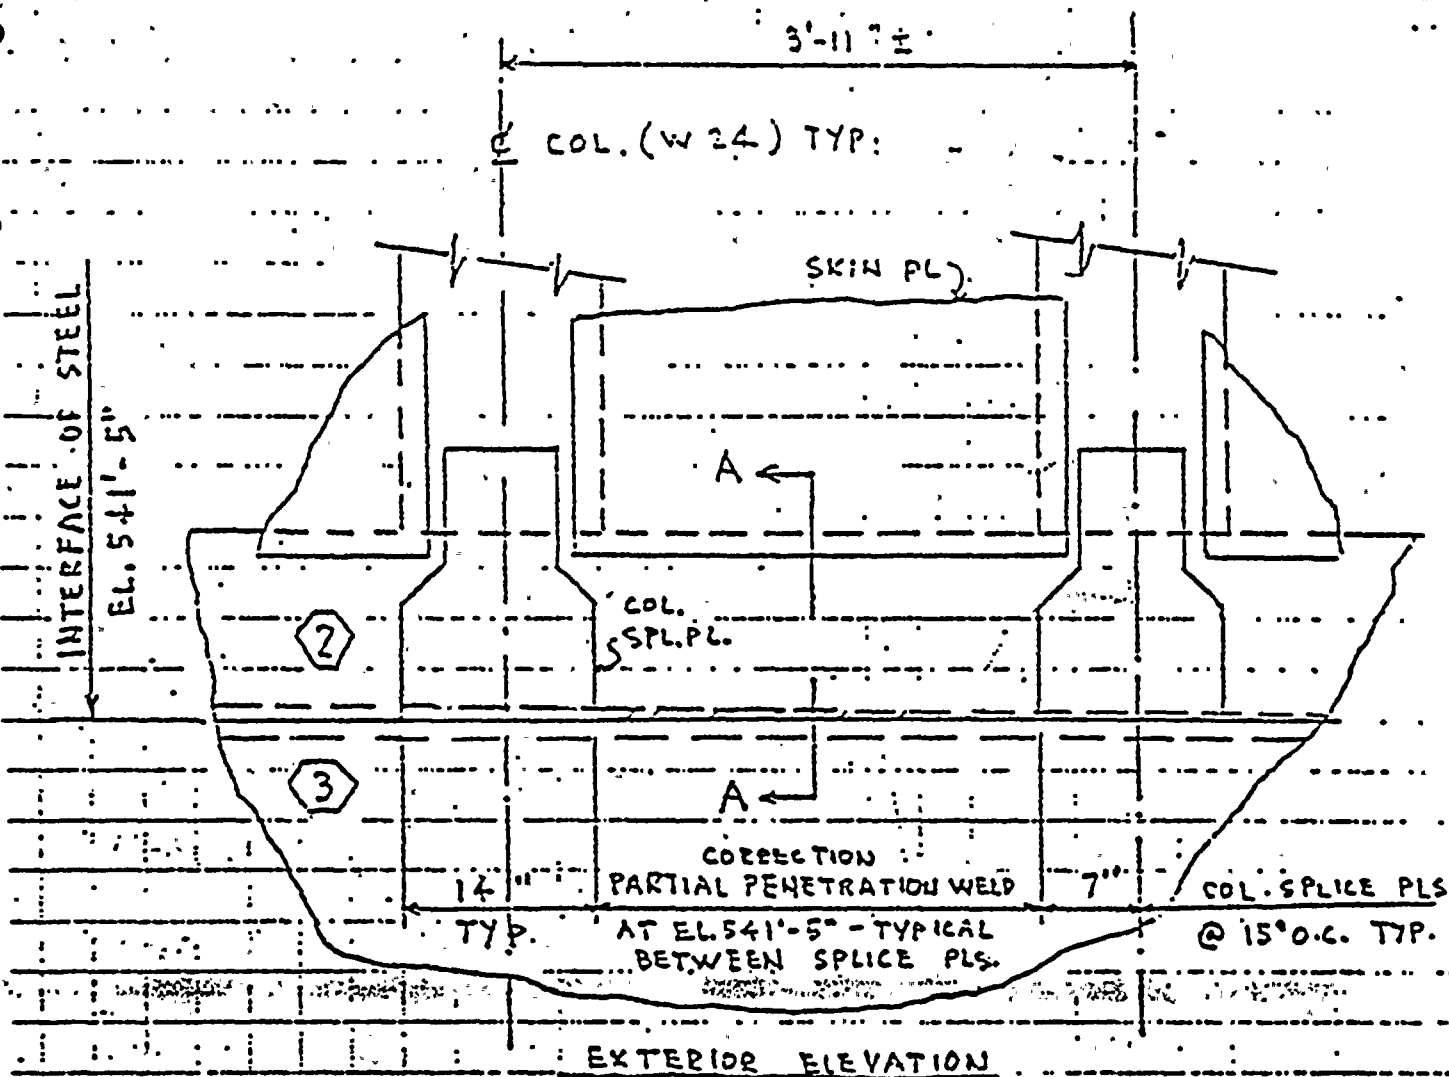 3'-11" ±
℄ COL. (W 24) TYP.
SKIN PL
INTERFACE OF STEEL
EL. 541'-5"
A
2
COL.
SPL. PL.
3
A
CORRECTION
PARTIAL PENETRATION WELD
AT EL. 541'-5" - TYPICAL
BETWEEN SPLICE PLS.
14"
TYP.
7"
COL. SPLICE PLS
@ 15° O.C. TYP.
EXTERIOR ELEVATION